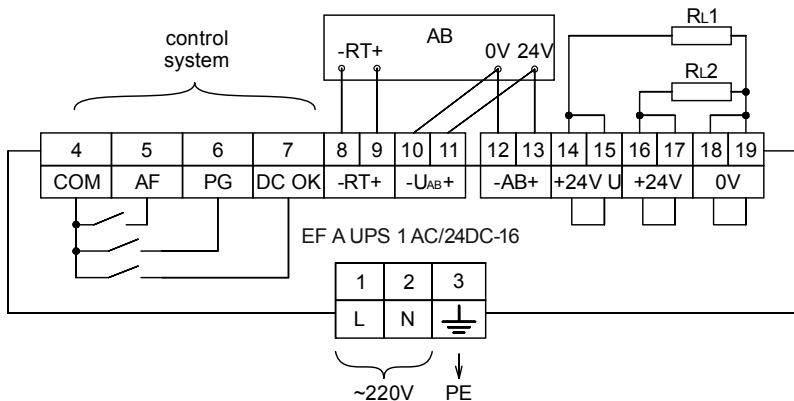 RL1
control
system
AB
-RT+
0V 24V
RL2
4 5 6 7 8 9 10 11 12 13 14 15 16 17 18 19
COM AF PG DC OK -RT+ -UAB+ -AB+ +24V U +24V 0V
EF A UPS 1 AC/24DC-16
1 2 3
L N
~220V PE